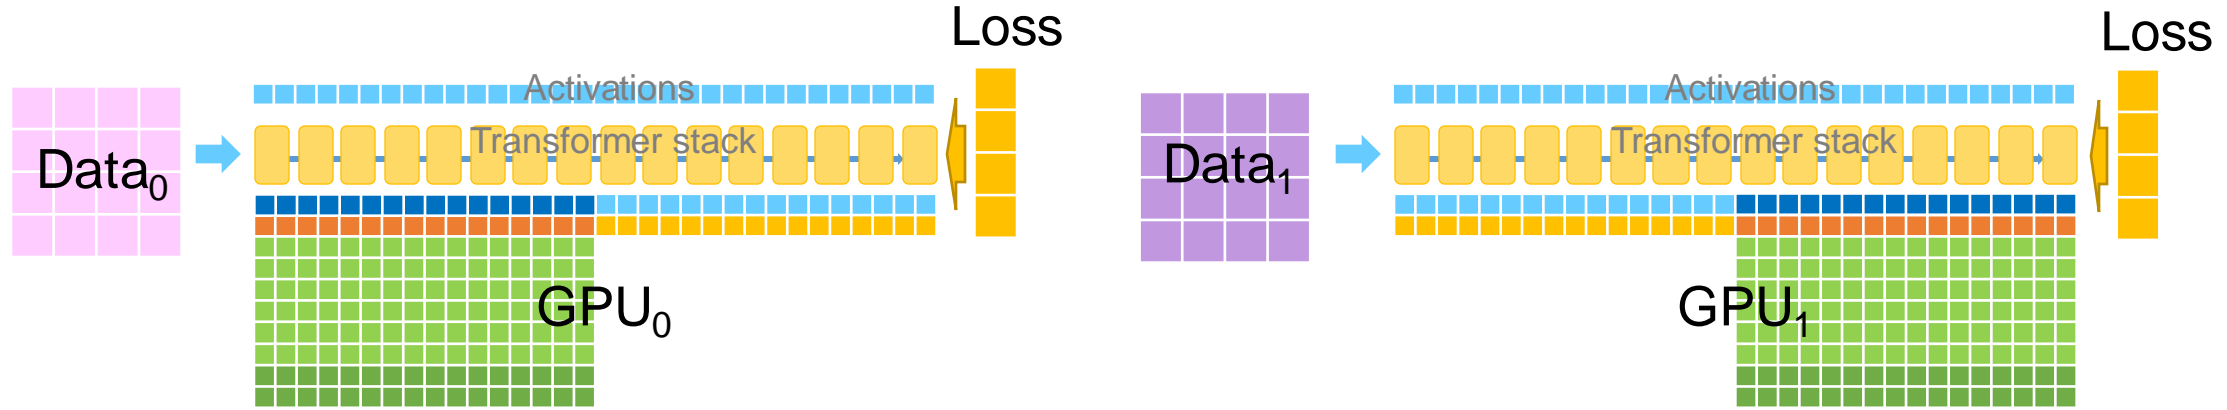 Loss
Activations
Transformer stack
Data₀
GPU₀
Loss
Activations
Transformer stack
Data₁
GPU₁